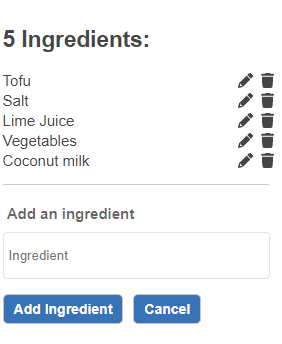 5 Ingredients:
Tofu
Salt
Lime Juice
Vegetables
Coconut milk
Add an ingredient
Ingredient
Add Ingredient Cancel